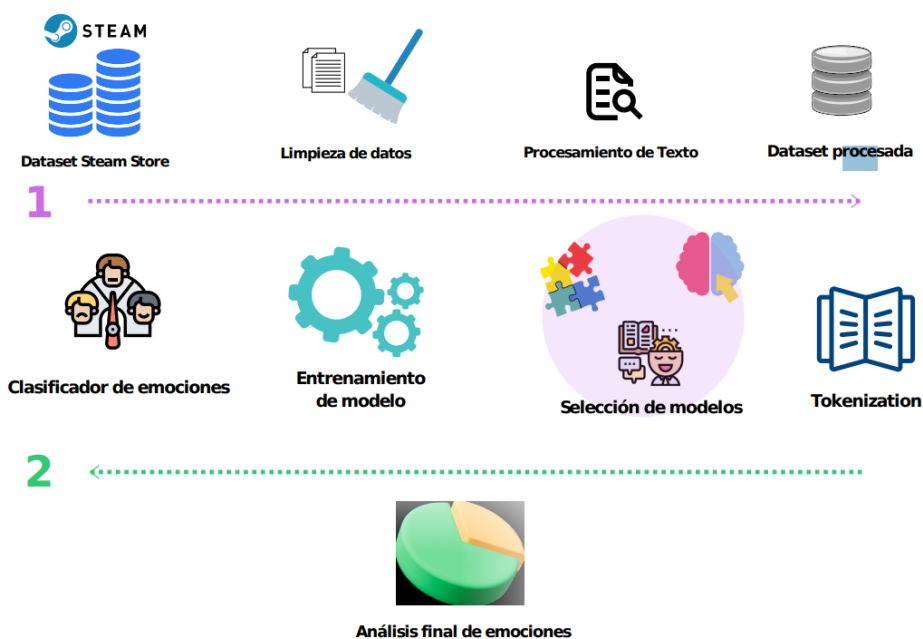 STEAM
Dataset Steam Store
Limpieza de datos
Procesamiento de Texto
Dataset procesada
1
Clasificador de emociones
Entrenamiento
de modelo
Selección de modelos
Tokenization
2
Análisis final de emociones